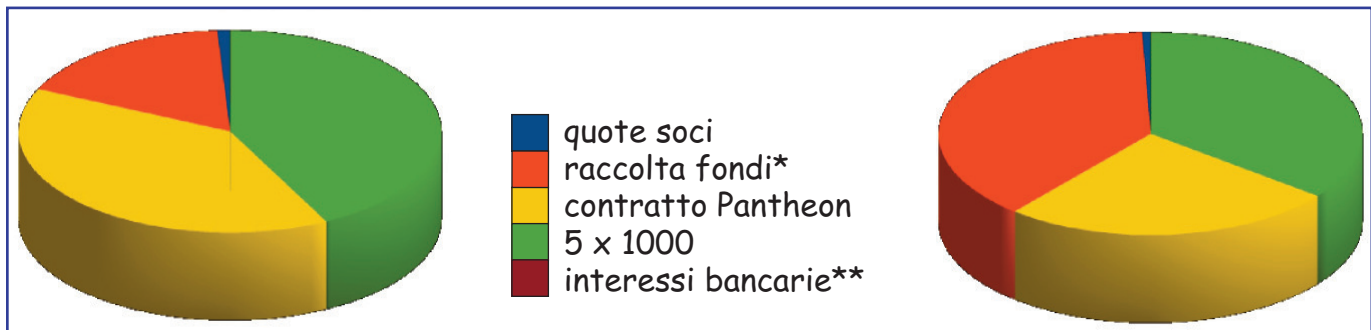 quote soci
raccolta fondi*
contratto Pantheon
5 x 1000
interessi bancarie**